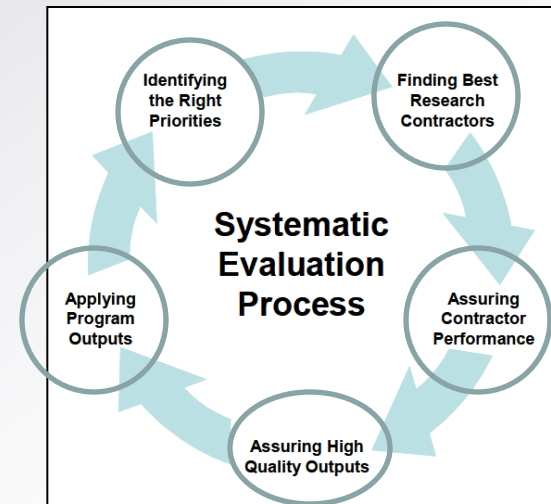 Identifying
the Right
Priorities
Finding Best
Research
Contractors
Systematic
Evaluation
Process
Applying
Program
Outputs
Assuring
Contractor
Performance
Assuring High
Quality Outputs